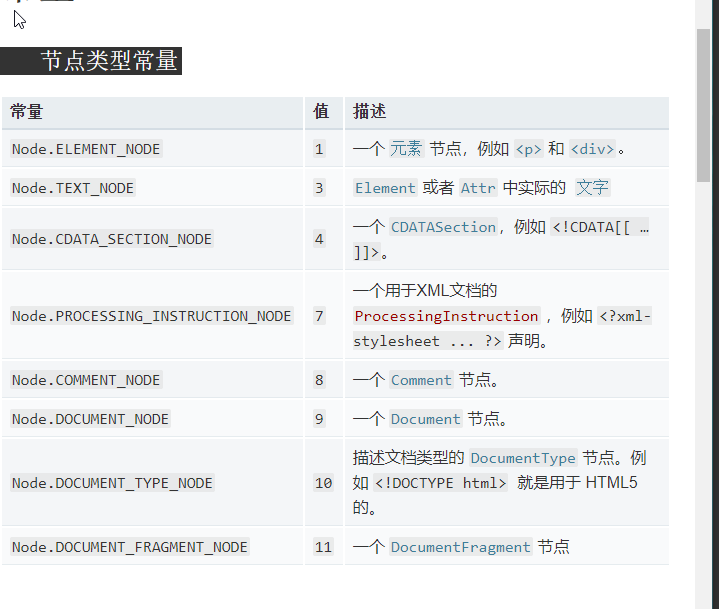 节点类型常量
常量 值 描述
Node.ELEMENT_NODE 1 一个 元素 节点，例如 <p> 和 <div> 。
Node.TEXT_NODE 3 Element 或者 Attr 中实际的 文字
Node.CDATA_SECTION_NODE 4 一个 CDATASection，例如 <!CDATA[[ …
]]>。
Node.PROCESSING_INSTRUCTION_NODE 7 一个用于XML文档的
ProcessingInstruction ，例如 <?xml-
stylesheet ... ?> 声明。
Node.COMMENT_NODE 8 一个 Comment 节点。
Node.DOCUMENT_NODE 9 一个 Document 节点。
Node.DOCUMENT_TYPE_NODE 10 描述文档类型的 DocumentType 节点。例
如 <!DOCTYPE html> 就是用于 HTML5
的。
Node.DOCUMENT_FRAGMENT_NODE 11 一个 DocumentFragment 节点